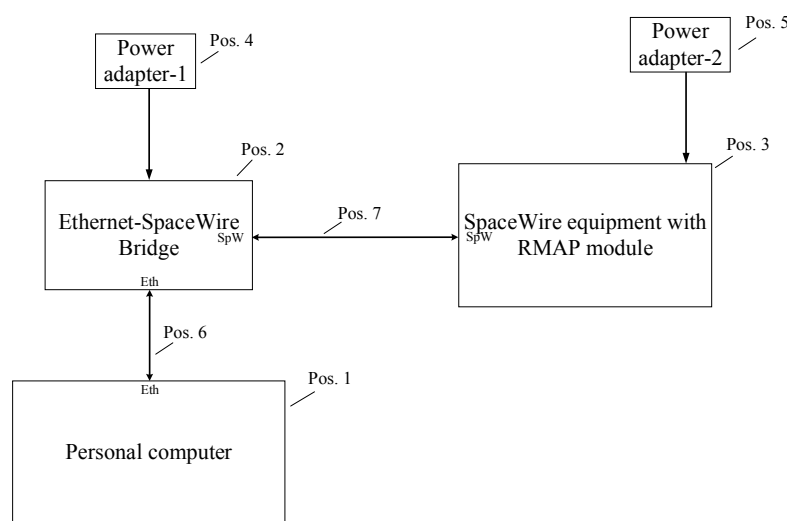 Power
adapter-1
Pos. 4
Power
adapter-2
Pos. 5
Pos. 2
Pos. 3
Ethernet-SpaceWire
Bridge
SpW
Eth
Pos. 7
SpaceWire equipment with
SpW
RMAP module
Pos. 6
Eth
Pos. 1
Personal computer